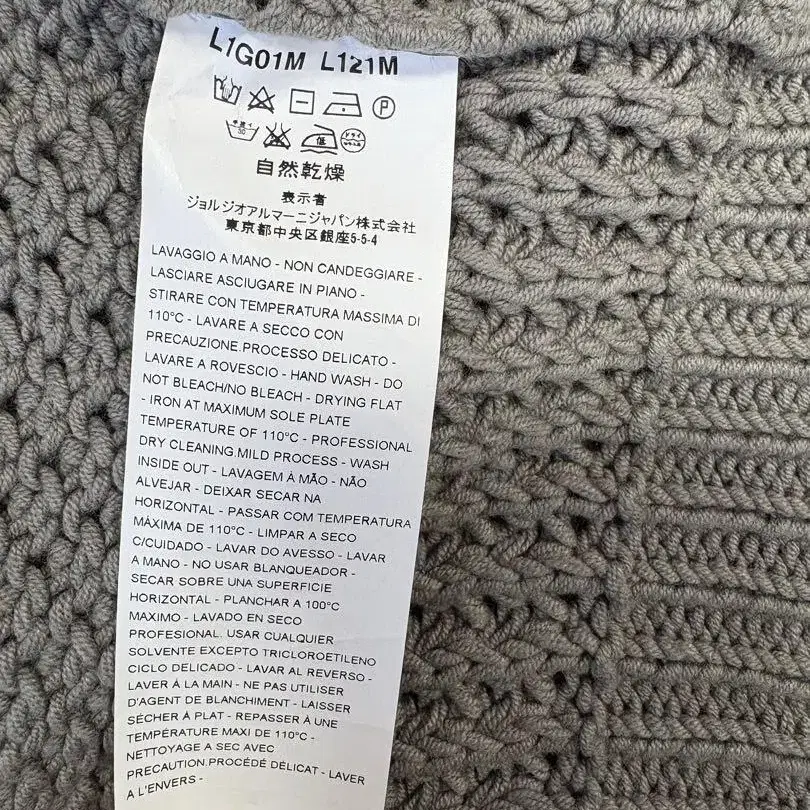 L1G01M L121M
自然乾燥
表示者
ジョルジオアルマーニジャパン株式会社
東京都中央区銀座5-5-4
LAVAGGIO A MANO - NON CANDEGGIARE -
LASCIARE ASCIUGARE IN PIANO -
STIRARE CON TEMPERATURA MASSIMA DI
110°C - LAVARE A SECCO CON
PRECAUZIONE.PROCESSO DELICATO -
LAVARE A ROVESCIO - HAND WASH - DO
NOT BLEACH/NO BLEACH - DRYING FLAT
- IRON AT MAXIMUM SOLE PLATE
TEMPERATURE OF 110°C - PROFESSIONAL
DRY CLEANING.MILD PROCESS - WASH
INSIDE OUT - LAVAGEM À MÃO - NÃO
ALVEJAR - DEIXAR SECAR NA
HORIZONTAL - PASSAR COM TEMPERATURA
MÁXIMA DE 110°C - LIMPAR A SECO
C/CUIDADO - LAVAR DO AVESSO - LAVAR
A MANO - NO USAR BLANQUEADOR -
SECAR SOBRE UNA SUPERFICIE
HORIZONTAL - PLANCHAR A 100°C
MAXIMO - LAVADO EN SECO
PROFESIONAL. USAR CUALQUIER
SOLVENTE EXCEPTO TRICLOROETILENO
CICLO DELICADO - LAVAR AL REVERSO -
LAVER À LA MAIN - NE PAS UTILISER
D'AGENT DE BLANCHIMENT - LAISSER
SÉCHER À PLAT - REPASSER À UNE
TEMPÉRATURE MAXI DE 110°C -
NETTOYAGE A SEC AVEC
PRECAUTION.PROCÉDÉ DÉLICAT - LAVER
A L'ENVERS -